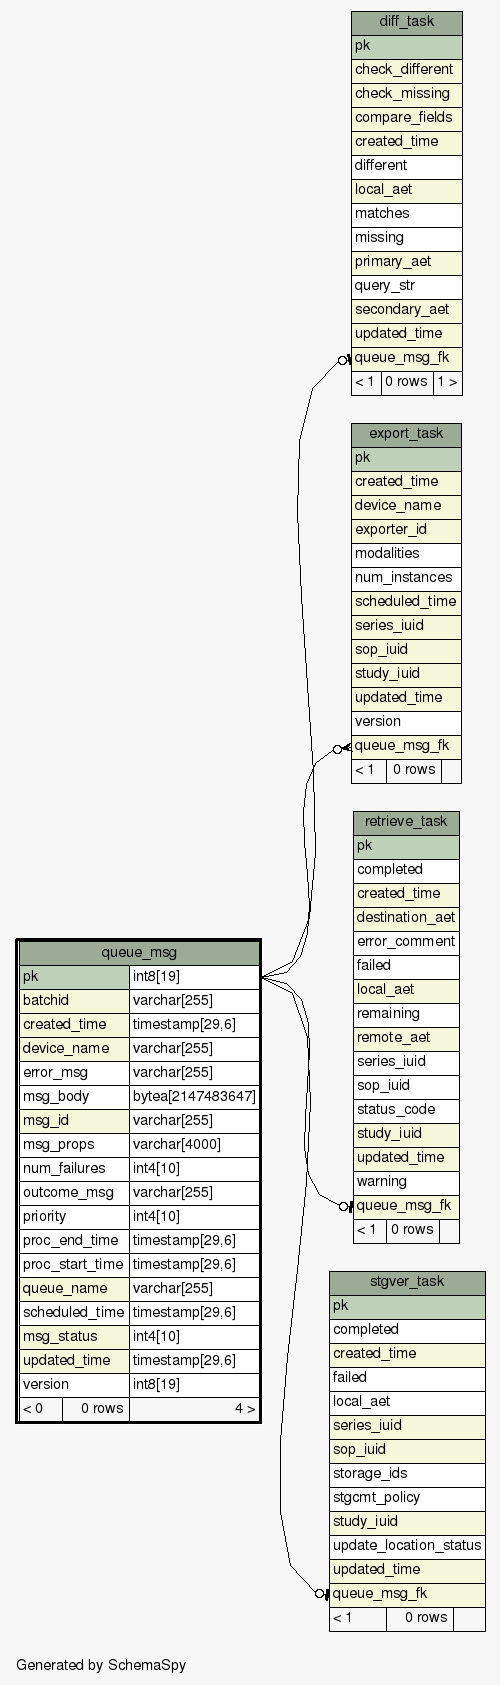 diff_task
pk
check_different
check_missing
compare_fields
created_time
different
local_aet
matches
missing
primary_aet
query_str
secondary_aet
updated_time
queue_msg_fk
< 1 0 rows 1 >
export_task
pk
created_time
device_name
exporter_id
modalities
num_instances
scheduled_time
series_iuid
sop_iuid
study_iuid
updated_time
version
queue_msg_fk
< 1 0 rows
retrieve_task
pk
completed
created_time
destination_aet
error_comment
failed
local_aet
remaining
remote_aet
series_iuid
sop_iuid
status_code
study_iuid
updated_time
warning
queue_msg_fk
< 1 0 rows
queue_msg
pk int8[19]
batchid varchar[255]
created_time timestamp[29,6]
device_name varchar[255]
error_msg varchar[255]
msg_body bytea[2147483647]
msg_id varchar[255]
msg_props varchar[4000]
num_failures int4[10]
outcome_msg varchar[255]
priority int4[10]
proc_end_time timestamp[29,6]
proc_start_time timestamp[29,6]
queue_name varchar[255]
scheduled_time timestamp[29,6]
msg_status int4[10]
updated_time timestamp[29,6]
version int8[19]
< 0 0 rows 4 >
stgver_task
pk
completed
created_time
failed
local_aet
series_iuid
sop_iuid
storage_ids
stgcmt_policy
study_iuid
update_location_status
updated_time
queue_msg_fk
< 1 0 rows
Generated by SchemaSpy